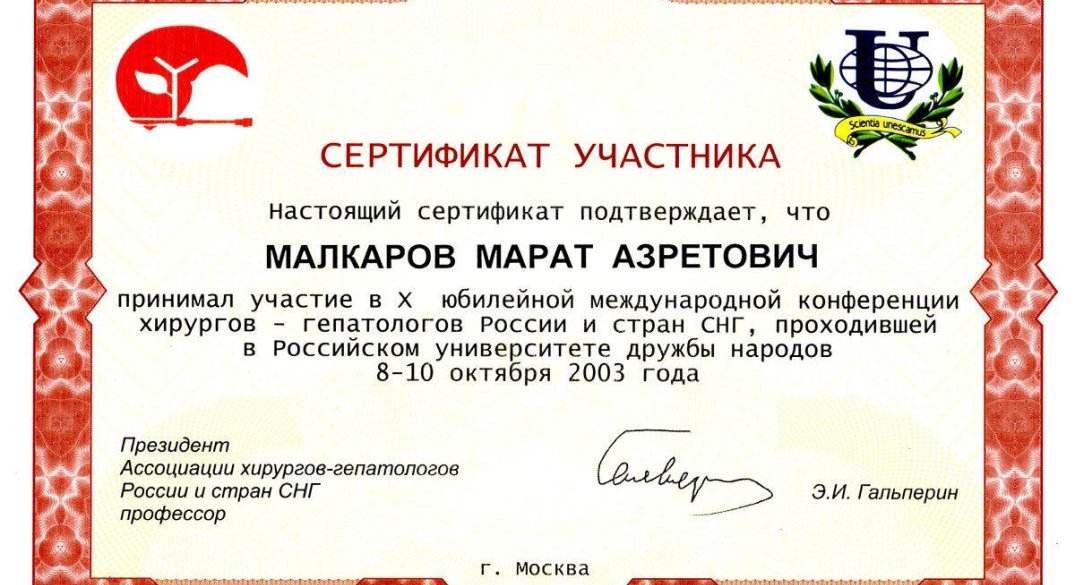 Scientia unescamus
СЕРТИФИКАТ УЧАСТНИКА
Настоящий сертификат подтверждает, что
МАЛКАРОВ МАРАТ АЗРЕТОВИЧ
принимал участие в X юбилейной международной конференции
хирургов – гепатологов России и стран СНГ, проходившей
в Российском университете дружбы народов
8–10 октября 2003 года
Президент
Ассоциации хирургов-гепатологов
России и стран СНГ
профессор
Э.И. Гальперин
г. Москва